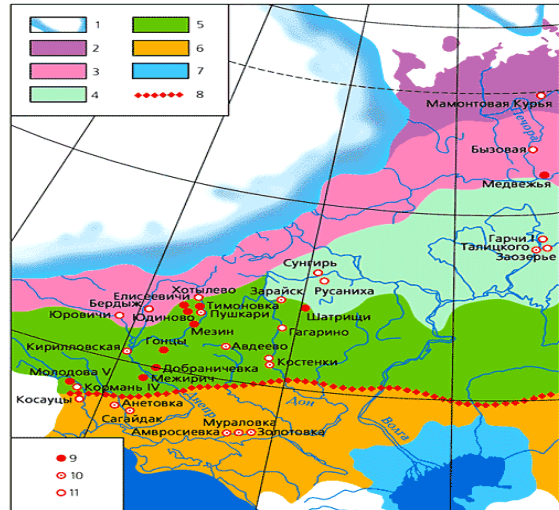 1 5
2 6
3 7
4 8
Мамонтовая Курья
Печора
Бызовая
Медвежья
Гарчи I
Талицкого
Заозерье
Сунгирь
Русаниха
Хотылево
Елисеевичи
Зарайск
Бердыж
Тимоновка
Шатрищи
Юровичи
Юдиново
Пушкари
Мезин
Гагарино
Кирилловская
Гонцы
Авдеево
Костенки
Добраничевка
Молодова V
Межирич
Кормань IV
Косауцы
Анетовка
Днепр
Дон
Сагайдак
Мураловка
Волга
Амвросиевка
Золотовка
9
10
11